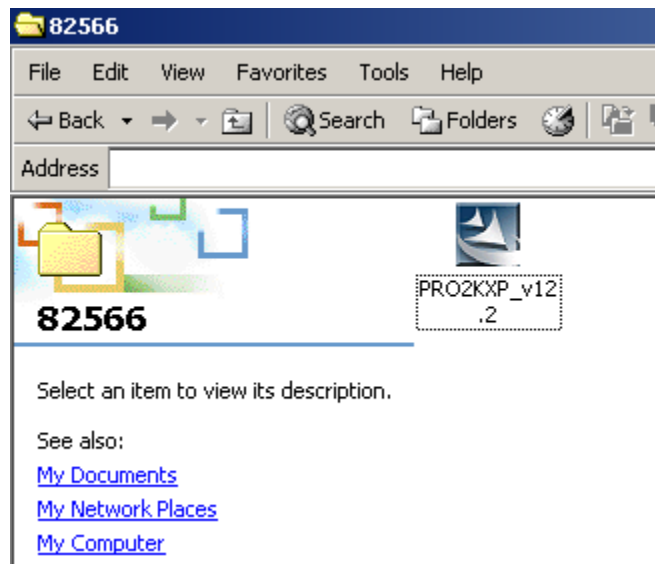 82566
File Edit View Favorites Tools Help
Back Search Folders
Address
PRO2KXP_v12
.2
82566
Select an item to view its description.
See also:
My Documents
My Network Places
My Computer